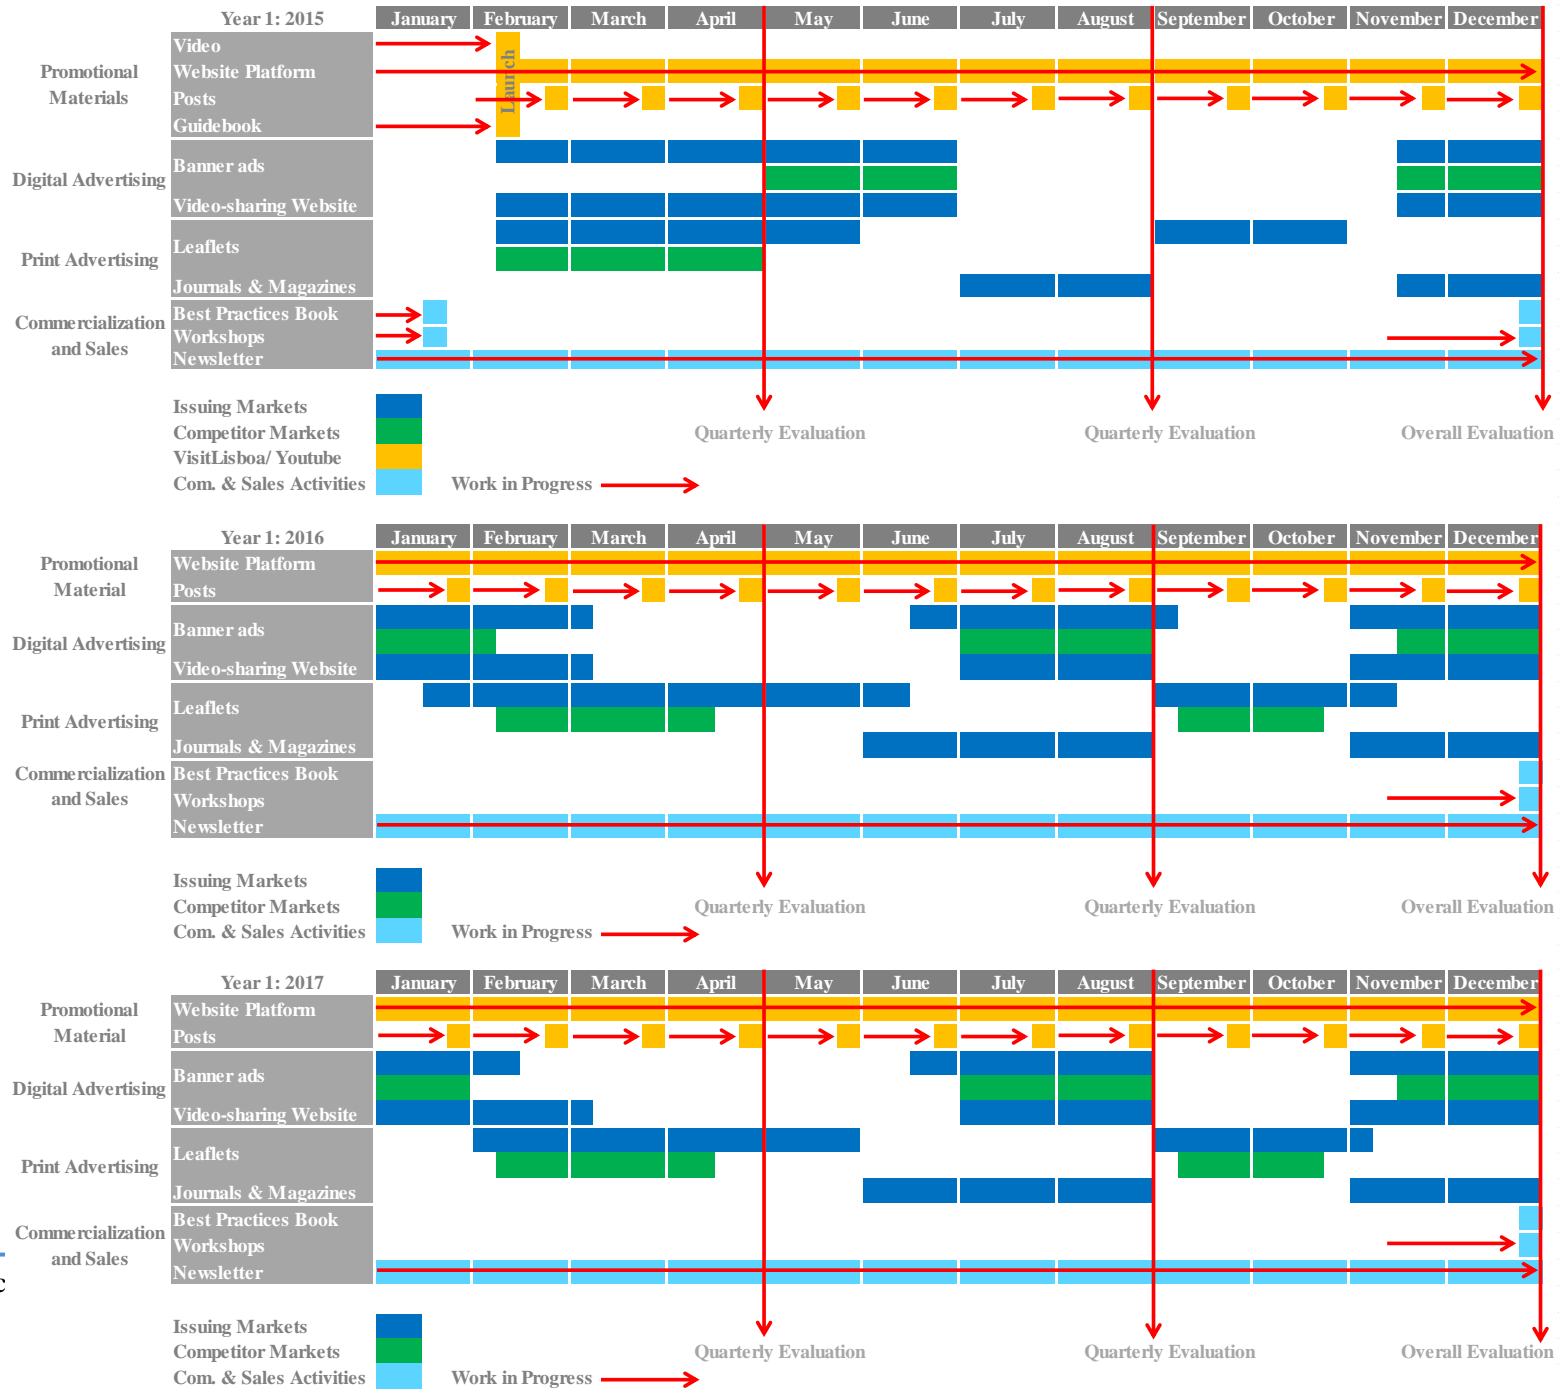 Year 1: 2015 January February March April May June July August September October November December
Video
Promotional Materials
Website Platform
Posts
Guidebook
Launch
Digital Advertising
Banner ads
Video-sharing Website
Print Advertising
Leaflets
Journals & Magazines
Commercialization and Sales
Best Practices Book
Workshops
Newsletter
Issuing Markets
Competitor Markets
VisitLisboa/ Youtube
Com. & Sales Activities
Work in Progress
Quarterly Evaluation
Quarterly Evaluation
Overall Evaluation
Year 1: 2016 January February March April May June July August September October November December
Promotional Material
Website Platform
Posts
Digital Advertising
Banner ads
Video-sharing Website
Print Advertising
Leaflets
Journals & Magazines
Commercialization and Sales
Best Practices Book
Workshops
Newsletter
Issuing Markets
Competitor Markets
Com. & Sales Activities
Work in Progress
Quarterly Evaluation
Quarterly Evaluation
Overall Evaluation
Year 1: 2017 January February March April May June July August September October November December
Promotional Material
Website Platform
Posts
Digital Advertising
Banner ads
Video-sharing Website
Print Advertising
Leaflets
Journals & Magazines
Commercialization and Sales
Best Practices Book
Workshops
Newsletter
c
Issuing Markets
Competitor Markets
Com. & Sales Activities
Work in Progress
Quarterly Evaluation
Quarterly Evaluation
Overall Evaluation